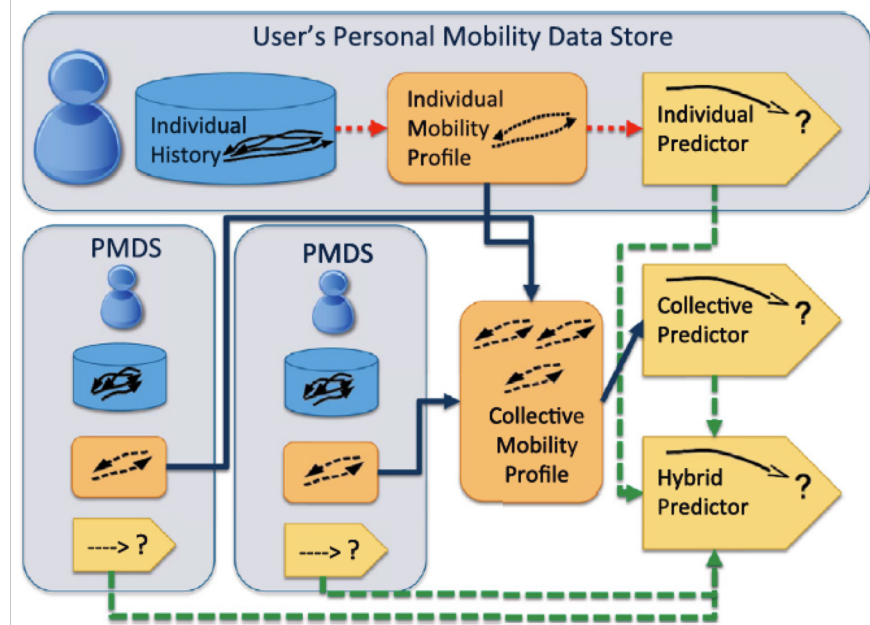 User's Personal Mobility Data Store
Individual
History
Individual
Mobility
Profile
?
Individual
Predictor
PMDS
PMDS
?
Collective
Predictor
Collective
Mobility
Profile
?
Hybrid
Predictor
----> ?
----> ?